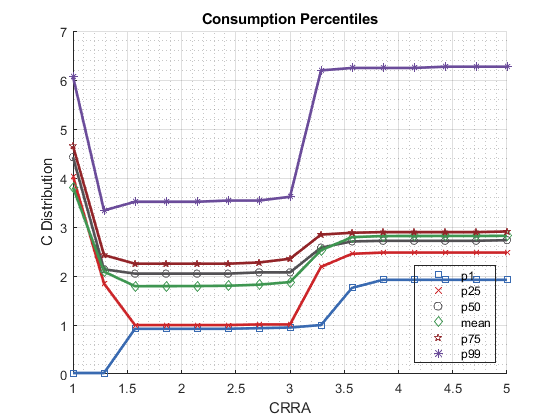 Consumption Percentiles
7
6
5
4
3
2
1
0
C Distribution
1 1.5 2 2.5 3 3.5 4 4.5 5
CRRA
p1
p25
p50
mean
p75
p99